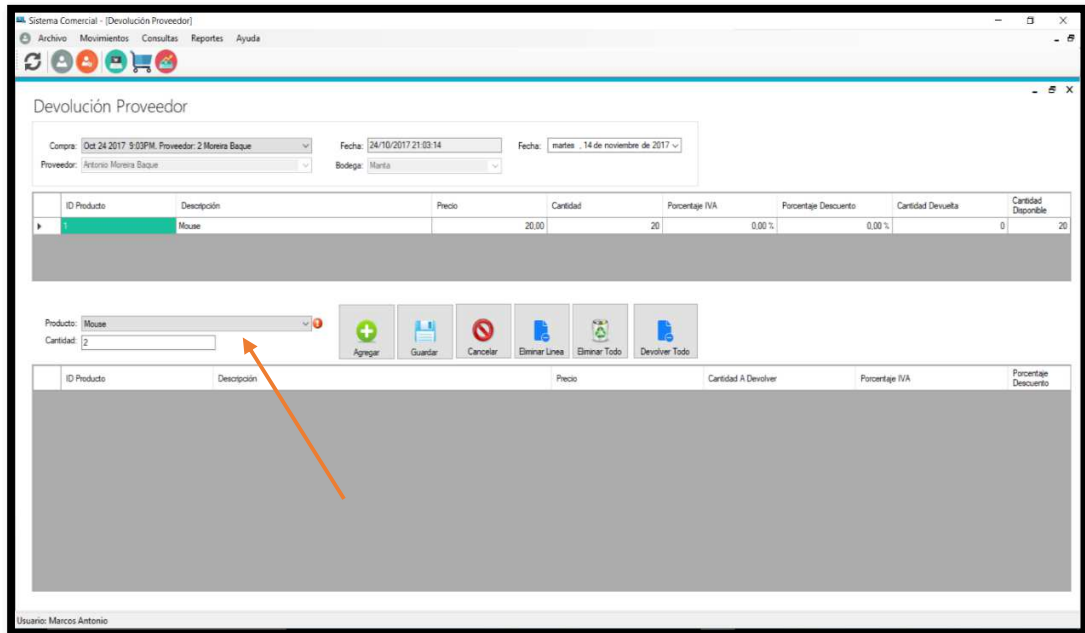 Sistema Comercial - [Devolución Proveedor]
Archivo Movimientos Consultas Reportes Ayuda
Devolución Proveedor
Compra: Oct 24 2017 9:03PM, Proveedor: 2 Moreira Baque Fecha: 24/10/2017 21:03:14 Fecha: martes , 14 de noviembre de 2017
Proveedor: Antonio Moreira Baque Bodega: Manta
ID Producto Descripción Precio Cantidad Porcentaje IVA Porcentaje Descuento Cantidad Devuelta Cantidad Disponible
1 Mouse 20,00 20 0,00 % 0,00 % 0 20
Producto: Mouse
Cantidad: 2
Agregar Guardar Cancelar Eliminar Linea Eliminar Todo Devolver Todo
ID Producto Descripción Precio Cantidad A Devolver Porcentaje IVA Porcentaje Descuento
Usuario: Marcos Antonio